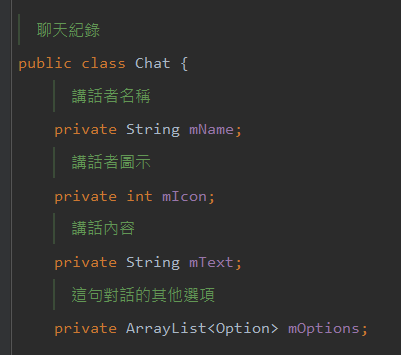 聊天紀錄
public class Chat {
講話者名稱
private String mName;
講話者圖示
private int mIcon;
講話內容
private String mText;
這句對話的其他選項
private ArrayList<Option> mOptions;